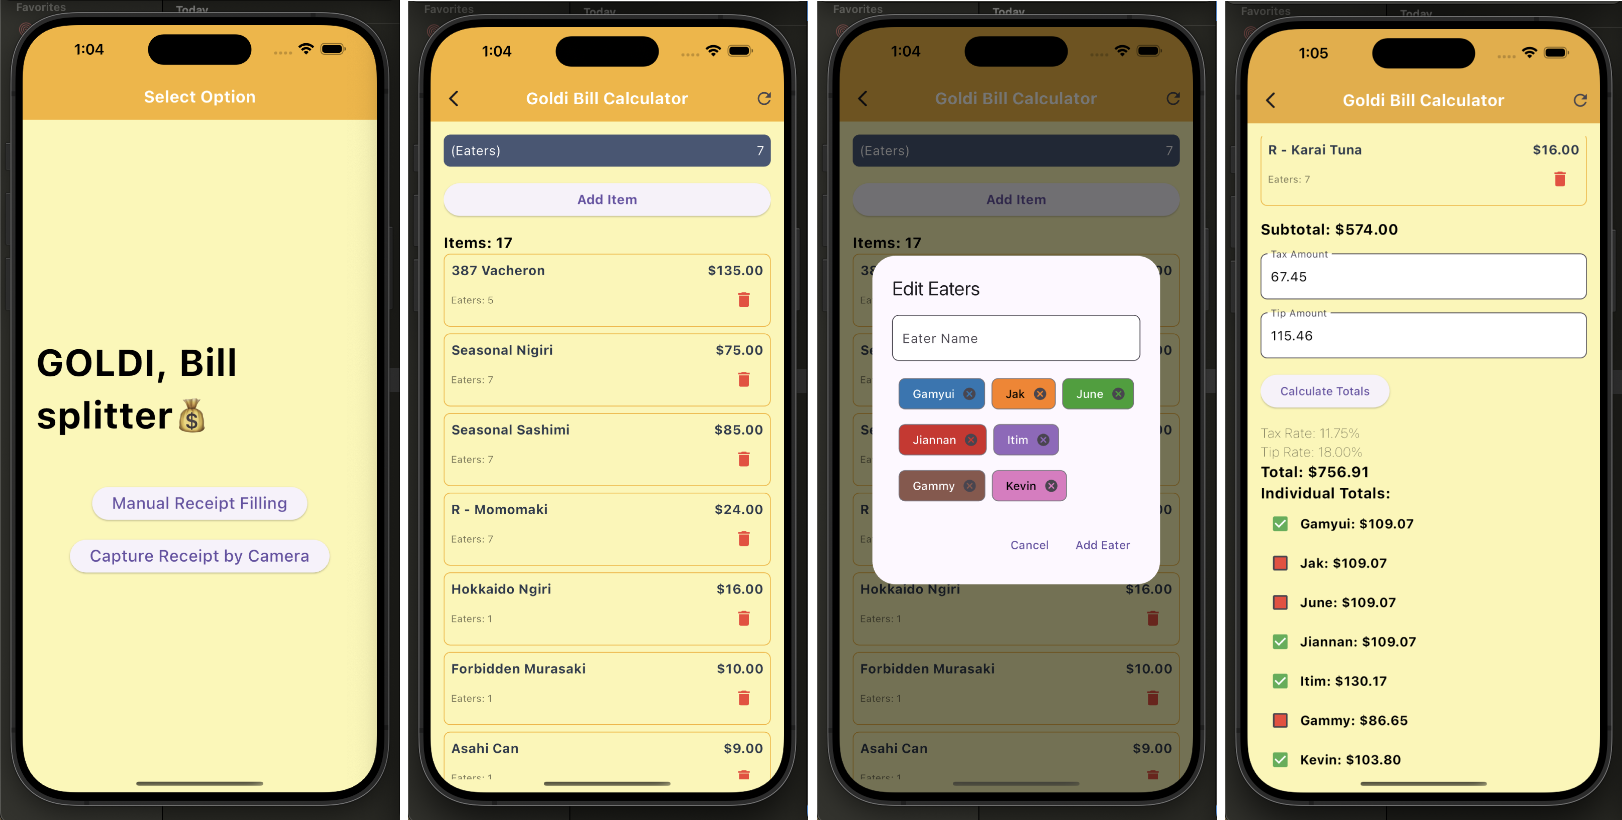 Favorites
Today
1:04
Select Option
GOLDI, Bill
splitter💰
Manual Receipt Filling
Capture Receipt by Camera
Favorites
Today
1:04
Goldi Bill Calculator
(Eaters) 7
Add Item
Items: 17
387 Vacheron $135.00
Eaters: 5
Seasonal Nigiri $75.00
Eaters: 7
Seasonal Sashimi $85.00
Eaters: 7
R - Momomaki $24.00
Eaters: 7
Hokkaido Ngiri $16.00
Eaters: 1
Forbidden Murasaki $10.00
Eaters: 1
Asahi Can $9.00
Eaters: 1
Favorites
Today
1:04
Goldi Bill Calculator
(Eaters) 7
Add Item
Items: 17
Edit Eaters
Eater Name
Gamyui Jak June
Jiannan Itim
Gammy Kevin
Cancel Add Eater
Hokkaido Ngiri $16.00
Eaters: 1
Forbidden Murasaki $10.00
Eaters: 1
Asahi Can $9.00
Eaters: 1
Favorites
Today
1:05
Goldi Bill Calculator
R - Karai Tuna $16.00
Eaters: 7
Subtotal: $574.00
Tax Amount
67.45
Tip Amount
115.46
Calculate Totals
Tax Rate: 11.75%
Tip Rate: 18.00%
Total: $756.91
Individual Totals:
Gamyui: $109.07
Jak: $109.07
June: $109.07
Jiannan: $109.07
Itim: $130.17
Gammy: $86.65
Kevin: $103.80